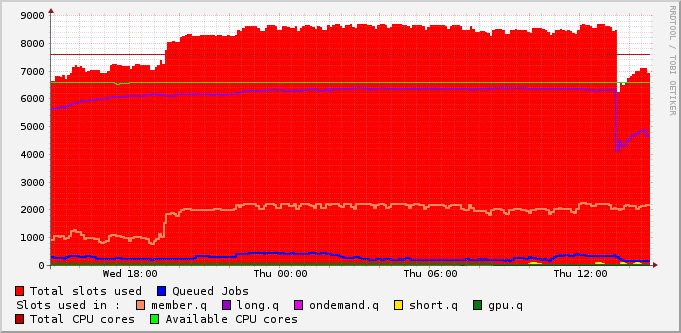 RRDTOOL / TOBI OETIKER
9000
8000
7000
6000
5000
4000
3000
2000
1000
0
Wed 18:00 Thu 00:00 Thu 06:00 Thu 12:00
Total slots used Queued Jobs
Slots used in : member.q long.q ondemand.q short.q gpu.q
Total CPU cores Available CPU cores